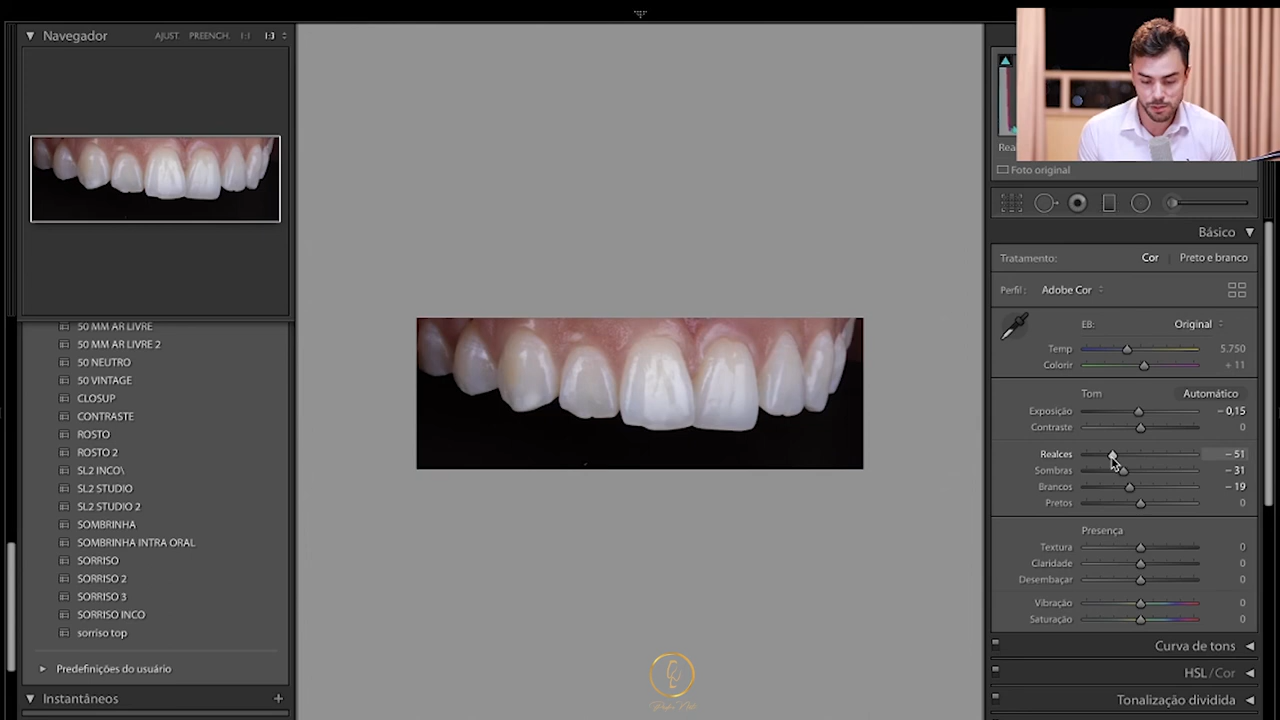 Navegador AJUST. PREENCH. 1:1 1:3
50 MM AR LIVRE
50 MM AR LIVRE 2
50 NEUTRO
50 VINTAGE
CLOSUP
CONTRASTE
ROSTO
ROSTO 2
SL2 INCO\
SL2 STUDIO
SL2 STUDIO 2
SOMBRINHA
SOMBRINHA INTRA ORAL
SORRISO
SORRISO 2
SORRISO 3
SORRISO INCO
sorriso top
Predefinições do usuário
Instantâneos +
Foto original
Básico
Tratamento: Cor Preto e branco
Perfil: Adobe Cor
EB: Original
Temp 5.750
Colorir + 11
Tom Automático
Exposição − 0,15
Contraste 0
Realces − 51
Sombras − 31
Brancos − 19
Pretos 0
Presença
Textura 0
Claridade 0
Desembaçar 0
Vibração 0
Saturação 0
Curva de tons
HSL / Cor
Tonalização dividida